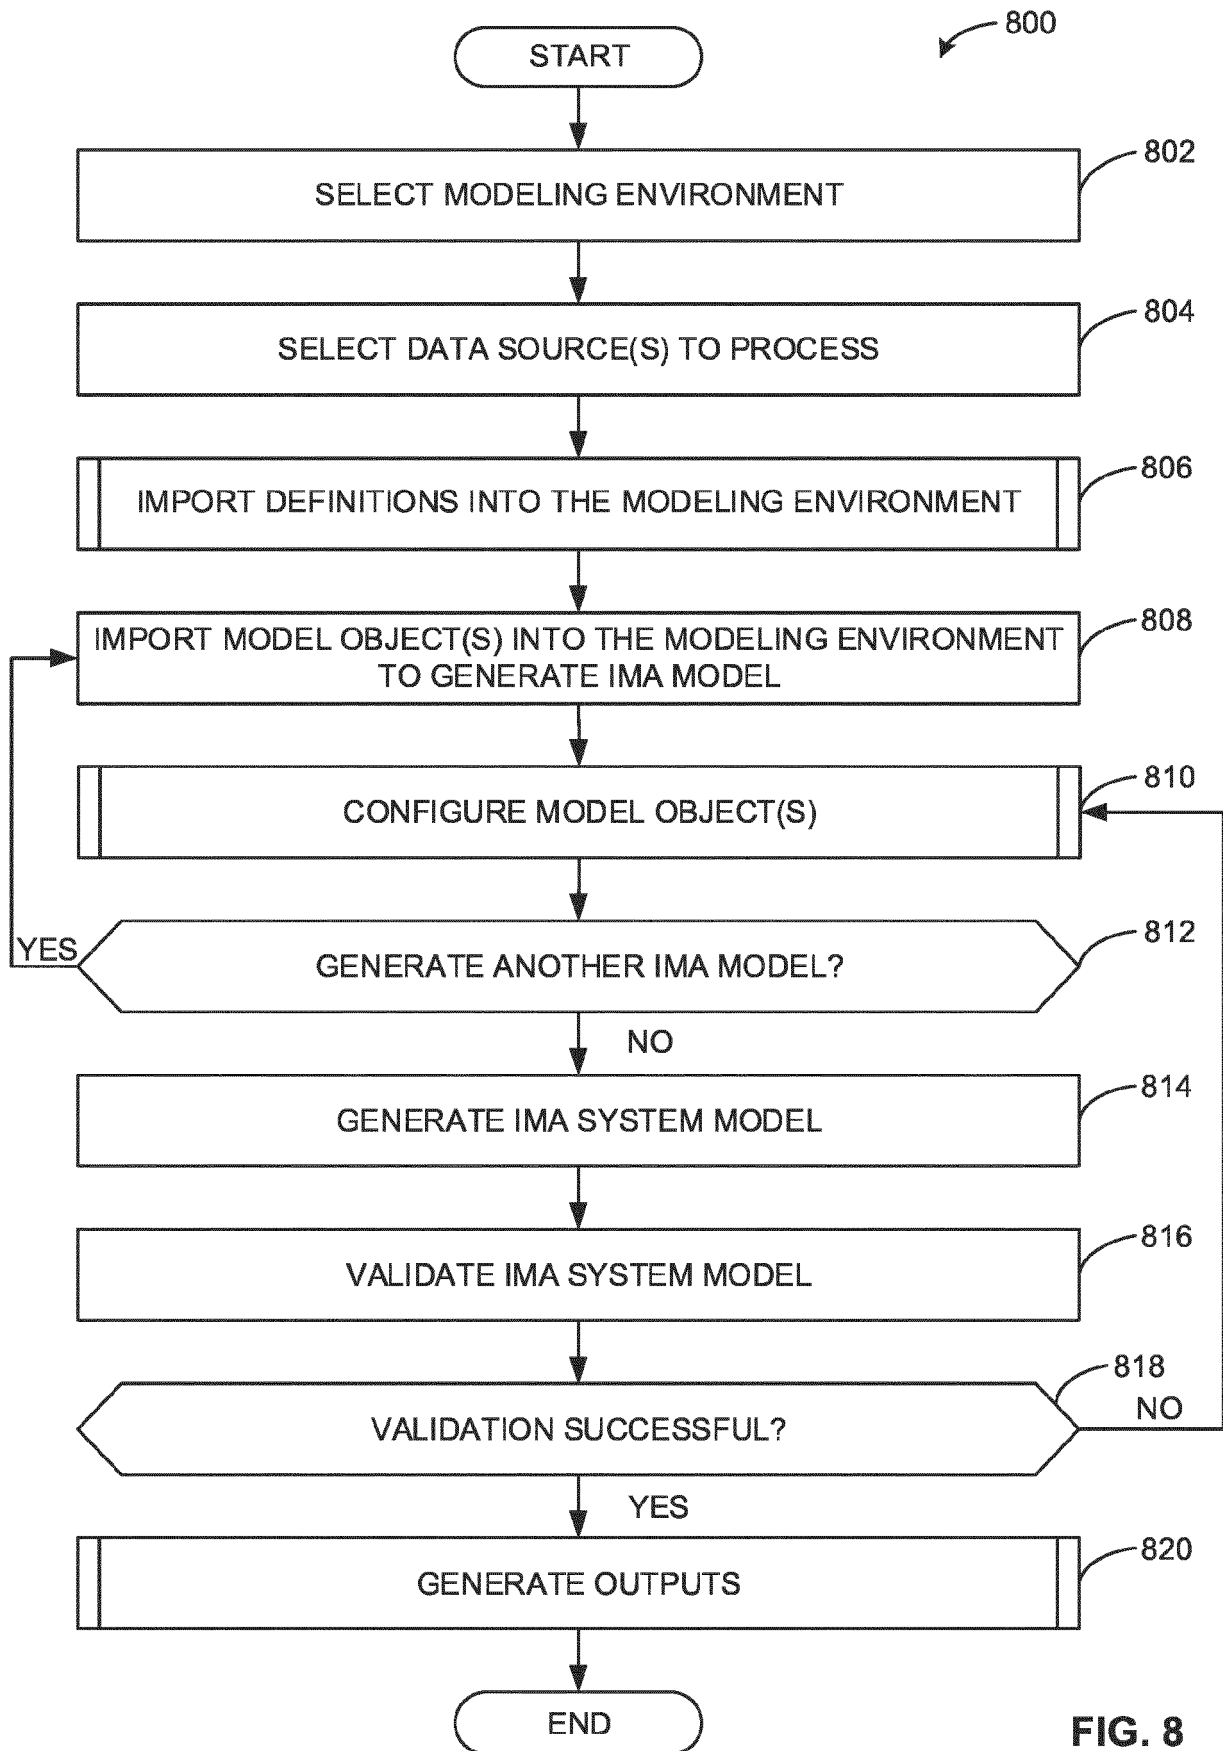 800
START
802
SELECT MODELING ENVIRONMENT
804
SELECT DATA SOURCE(S) TO PROCESS
806
IMPORT DEFINITIONS INTO THE MODELING ENVIRONMENT
808
IMPORT MODEL OBJECT(S) INTO THE MODELING ENVIRONMENT
TO GENERATE IMA MODEL
810
CONFIGURE MODEL OBJECT(S)
812
YES
GENERATE ANOTHER IMA MODEL?
NO
814
GENERATE IMA SYSTEM MODEL
816
VALIDATE IMA SYSTEM MODEL
818
VALIDATION SUCCESSFUL?
NO
YES
820
GENERATE OUTPUTS
END
FIG. 8